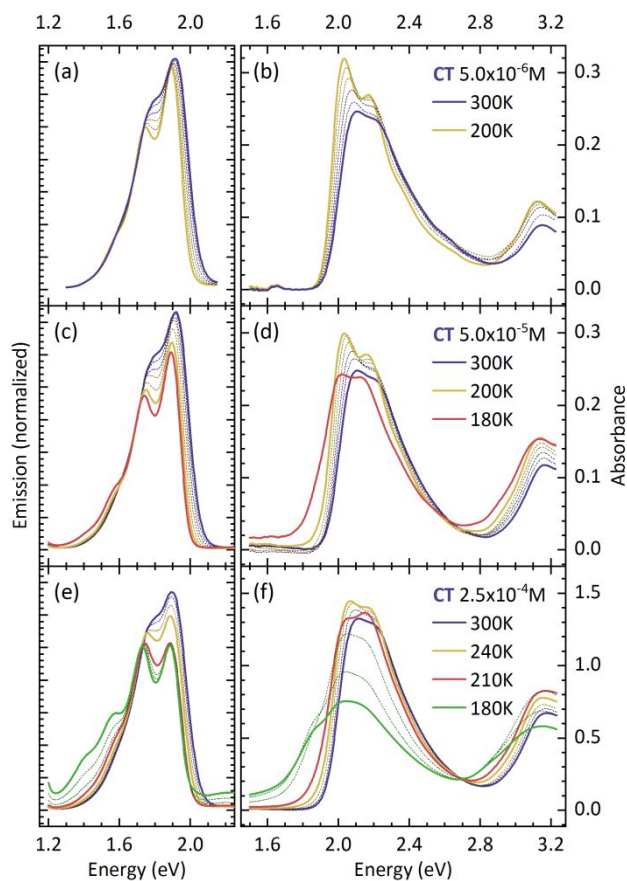 1.2 1.6 2.0 1.6 2.0 2.4 2.8 3.2
(a) (b) CT 5.0x10⁻⁶M 0.3
300K
200K
0.2
0.1
0.0
(c) (d) CT 5.0x10⁻⁵M 0.3
300K
200K
180K
0.2
0.1
0.0
Emission (normalized)
Absorbance
(e) (f) CT 2.5x10⁻⁴M 1.5
300K
240K
210K
180K
1.0
0.5
0.0
1.2 1.6 2.0 1.6 2.0 2.4 2.8 3.2
Energy (eV) Energy (eV)